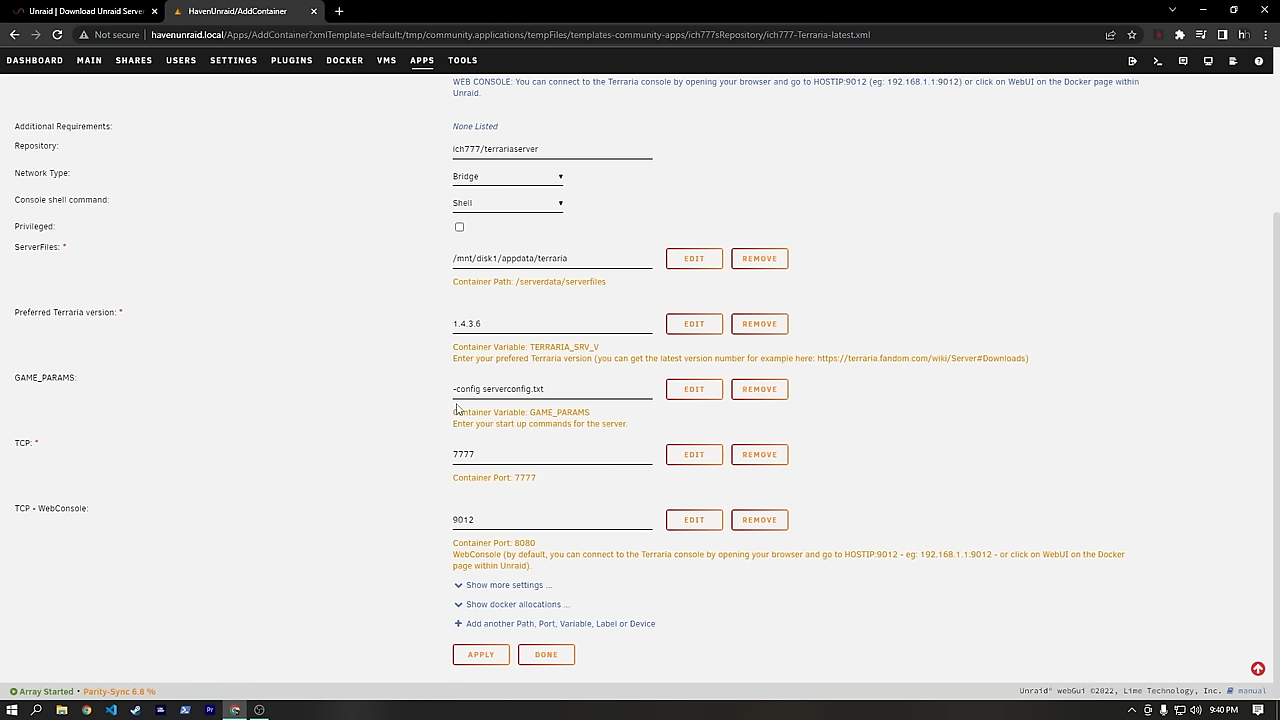 Unraid | Download Unraid Server
HavenUnraid/AddContainer
Not secure | havenunraid.local/Apps/AddContainer?xmlTemplate=default:/tmp/community.applications/tempFiles/templates-community-apps/ich777sRepository/ich777-Terraria-latest.xml
DASHBOARD MAIN SHARES USERS SETTINGS PLUGINS DOCKER VMS APPS TOOLS
WEB CONSOLE: You can connect to the Terraria console by opening your browser and go to HOSTIP:9012 (eg: 192.168.1.1:9012) or click on WebUI on the Docker page within
Unraid.
Additional Requirements:
None Listed
Repository:
ich777/terrariaserver
Network Type:
Bridge
Console shell command:
Shell
Privileged:
ServerFiles: *
/mnt/disk1/appdata/terraria
EDIT REMOVE
Container Path: /serverdata/serverfiles
Preferred Terraria version: *
1.4.3.6
EDIT REMOVE
Container Variable: TERRARIA_SRV_V
Enter your prefered Terraria version (you can get the latest version number for example here: https://terraria.fandom.com/wiki/Server#Downloads)
GAME_PARAMS:
-config serverconfig.txt
EDIT REMOVE
Container Variable: GAME_PARAMS
Enter your start up commands for the server.
TCP: *
7777
EDIT REMOVE
Container Port: 7777
TCP - WebConsole:
9012
EDIT REMOVE
Container Port: 8080
WebConsole (by default, you can connect to the Terraria console by opening your browser and go to HOSTIP:9012 - eg: 192.168.1.1:9012 - or click on WebUI on the Docker
page within Unraid).
Show more settings ...
Show docker allocations ...
Add another Path, Port, Variable, Label or Device
APPLY DONE
Array Started • Parity-Sync 6.8 %
Unraid® webGui ©2022, Lime Technology, Inc. manual
9:40 PM